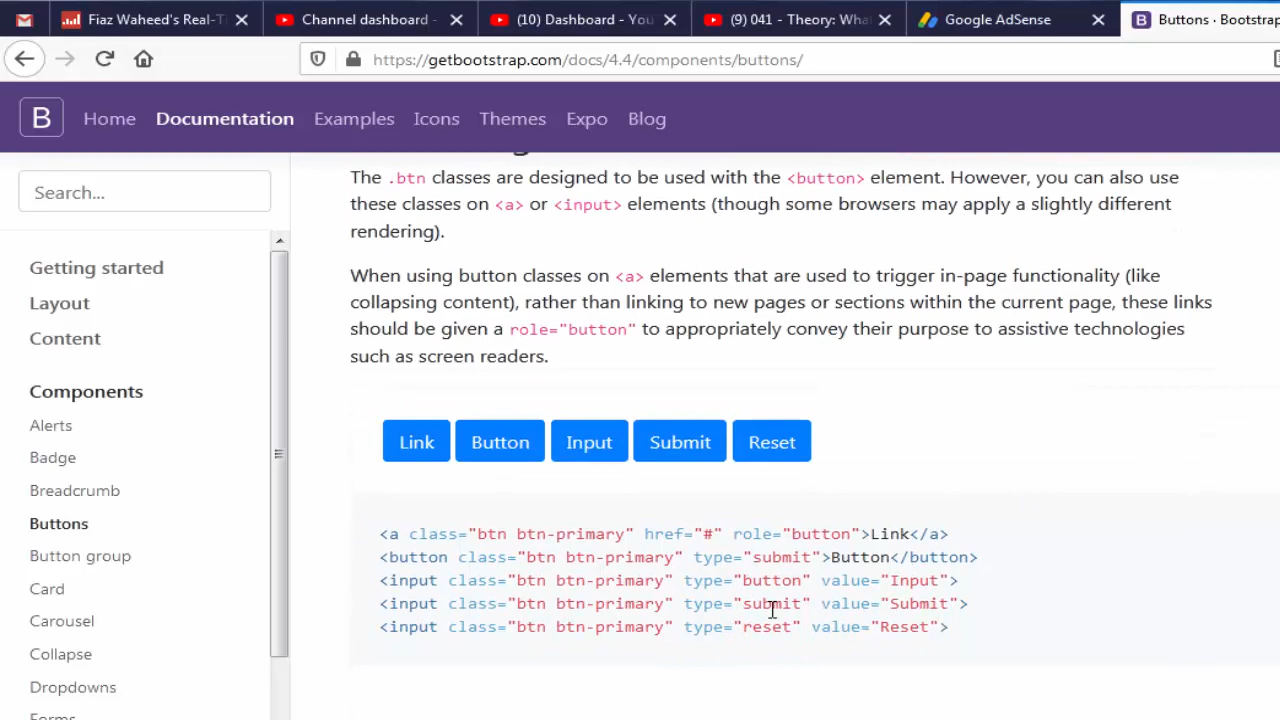 Fiaz Waheed's Real-T
Channel dashboard -
(10) Dashboard - You
(9) 041 - Theory: Wha
Google AdSense
Buttons · Bootstrap
https://getbootstrap.com/docs/4.4/components/buttons/
B
Home
Documentation
Examples
Icons
Themes
Expo
Blog
Search...
Getting started
Layout
Content
Components
Alerts
Badge
Breadcrumb
Buttons
Button group
Card
Carousel
Collapse
Dropdowns
Forms
The .btn classes are designed to be used with the <button> element. However, you can also use
these classes on <a> or <input> elements (though some browsers may apply a slightly different
rendering).
When using button classes on <a> elements that are used to trigger in-page functionality (like
collapsing content), rather than linking to new pages or sections within the current page, these links
should be given a role="button" to appropriately convey their purpose to assistive technologies
such as screen readers.
Link
Button
Input
Submit
Reset
<a class="btn btn-primary" href="#" role="button">Link</a>
<button class="btn btn-primary" type="submit">Button</button>
<input class="btn btn-primary" type="button" value="Input">
<input class="btn btn-primary" type="submit" value="Submit">
<input class="btn btn-primary" type="reset" value="Reset">